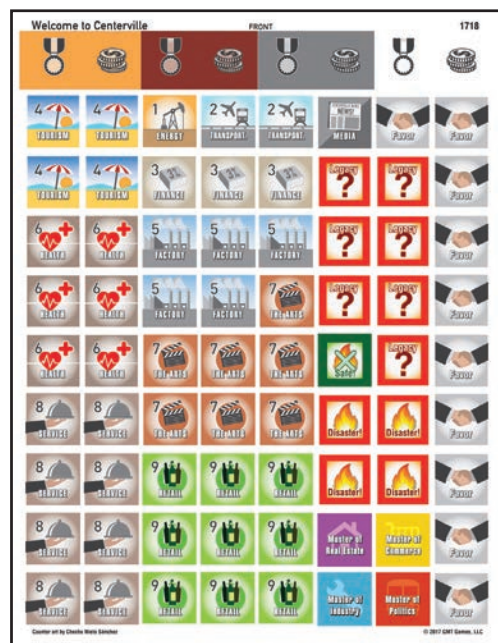 Welcome to Centerville FRONT 1718
4 4 1 2 2 NEWS!
TOURISM TOURISM ENERGY TRANSPORT. TRANSPORT. MEDIA Favor Favor
4 4 3 3 3 Legacy Legacy
? ?
TOURISM TOURISM FINANCE FINANCE FINANCE Favor
6 6 5 5 5 Legacy Legacy
? ?
HEALTH HEALTH FACTORY FACTORY FACTORY Favor
6 6 5 5 7 Legacy Legacy
? ?
HEALTH HEALTH FACTORY FACTORY THE ARTS Favor
6 6 7 7 7 Legacy
?
HEALTH HEALTH THE ARTS THE ARTS THE ARTS Safe! Favor
8 8 7 7 7
SERVICE SERVICE THE ARTS THE ARTS THE ARTS Disaster! Disaster! Favor
8 8 9 9 9
SERVICE SERVICE RETAIL RETAIL RETAIL Disaster! Disaster! Favor
8 8 9 9 9 Master of Master of
SERVICE SERVICE RETAIL RETAIL RETAIL Real Estate Commerce Favor
8 8 9 9 9 Master of Master of
SERVICE SERVICE RETAIL RETAIL RETAIL Industry Politics Favor
Counter art by Charlie Nieto Sánchez © 2017 GMT Games, LLC